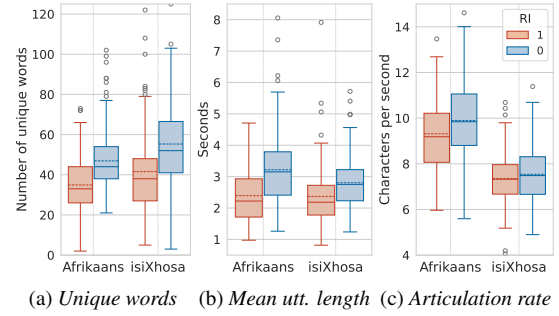 120
100
80
60
40
20
0
Number of unique words
Afrikaans isiXhosa
8
7
6
5
4
3
2
1
Seconds
Afrikaans isiXhosa
14
12
10
8
6
4
Characters per second
RI
1
0
Afrikaans isiXhosa
(a) Unique words (b) Mean utt. length (c) Articulation rate